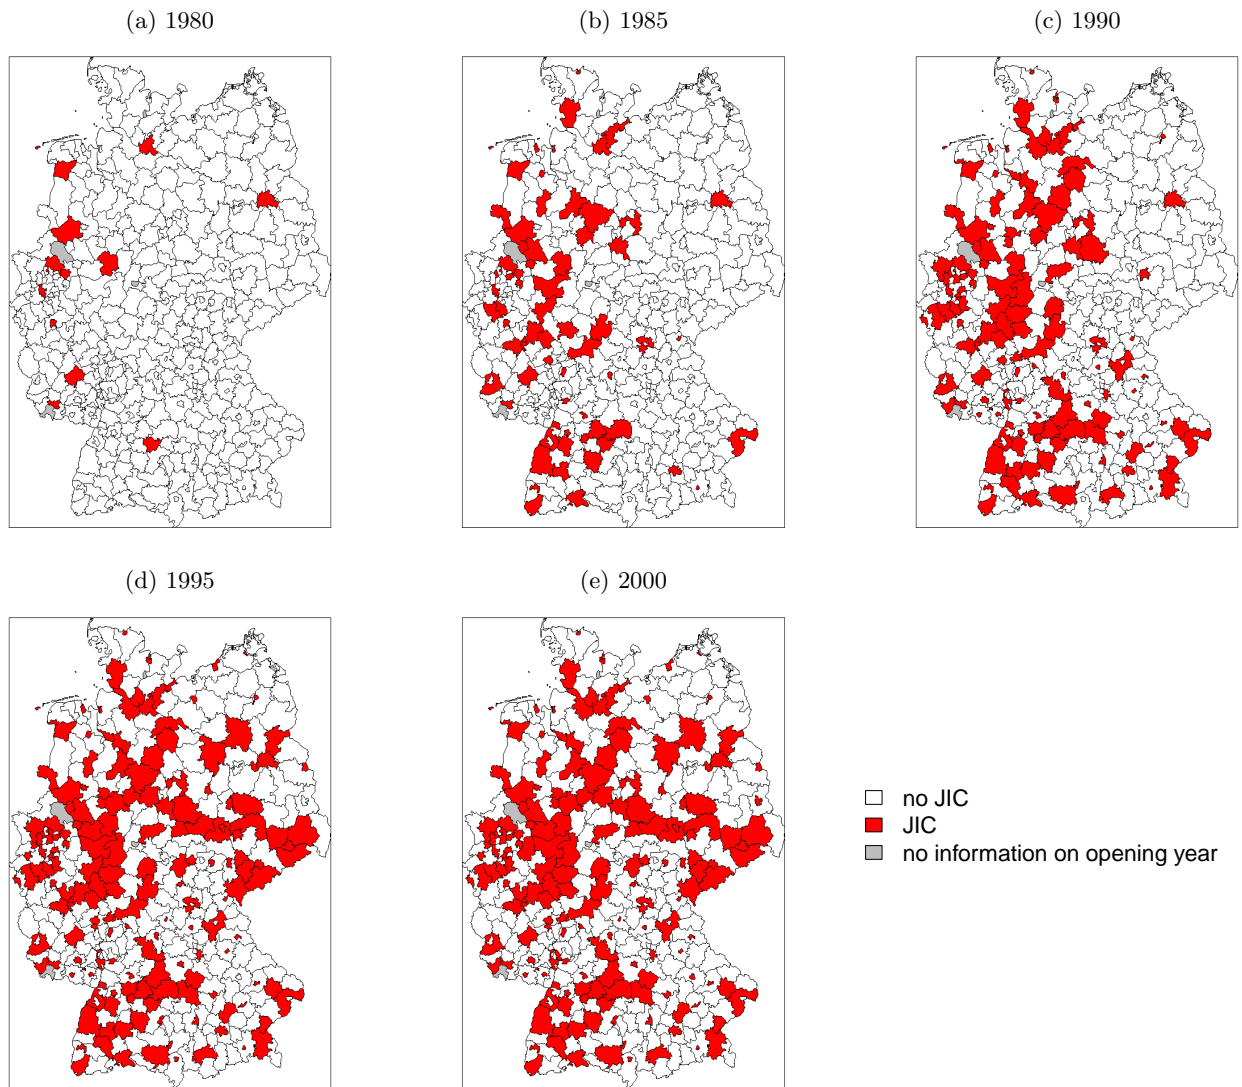 (a) 1980
(b) 1985
(c) 1990
(d) 1995
(e) 2000
no JIC
JIC
no information on opening year